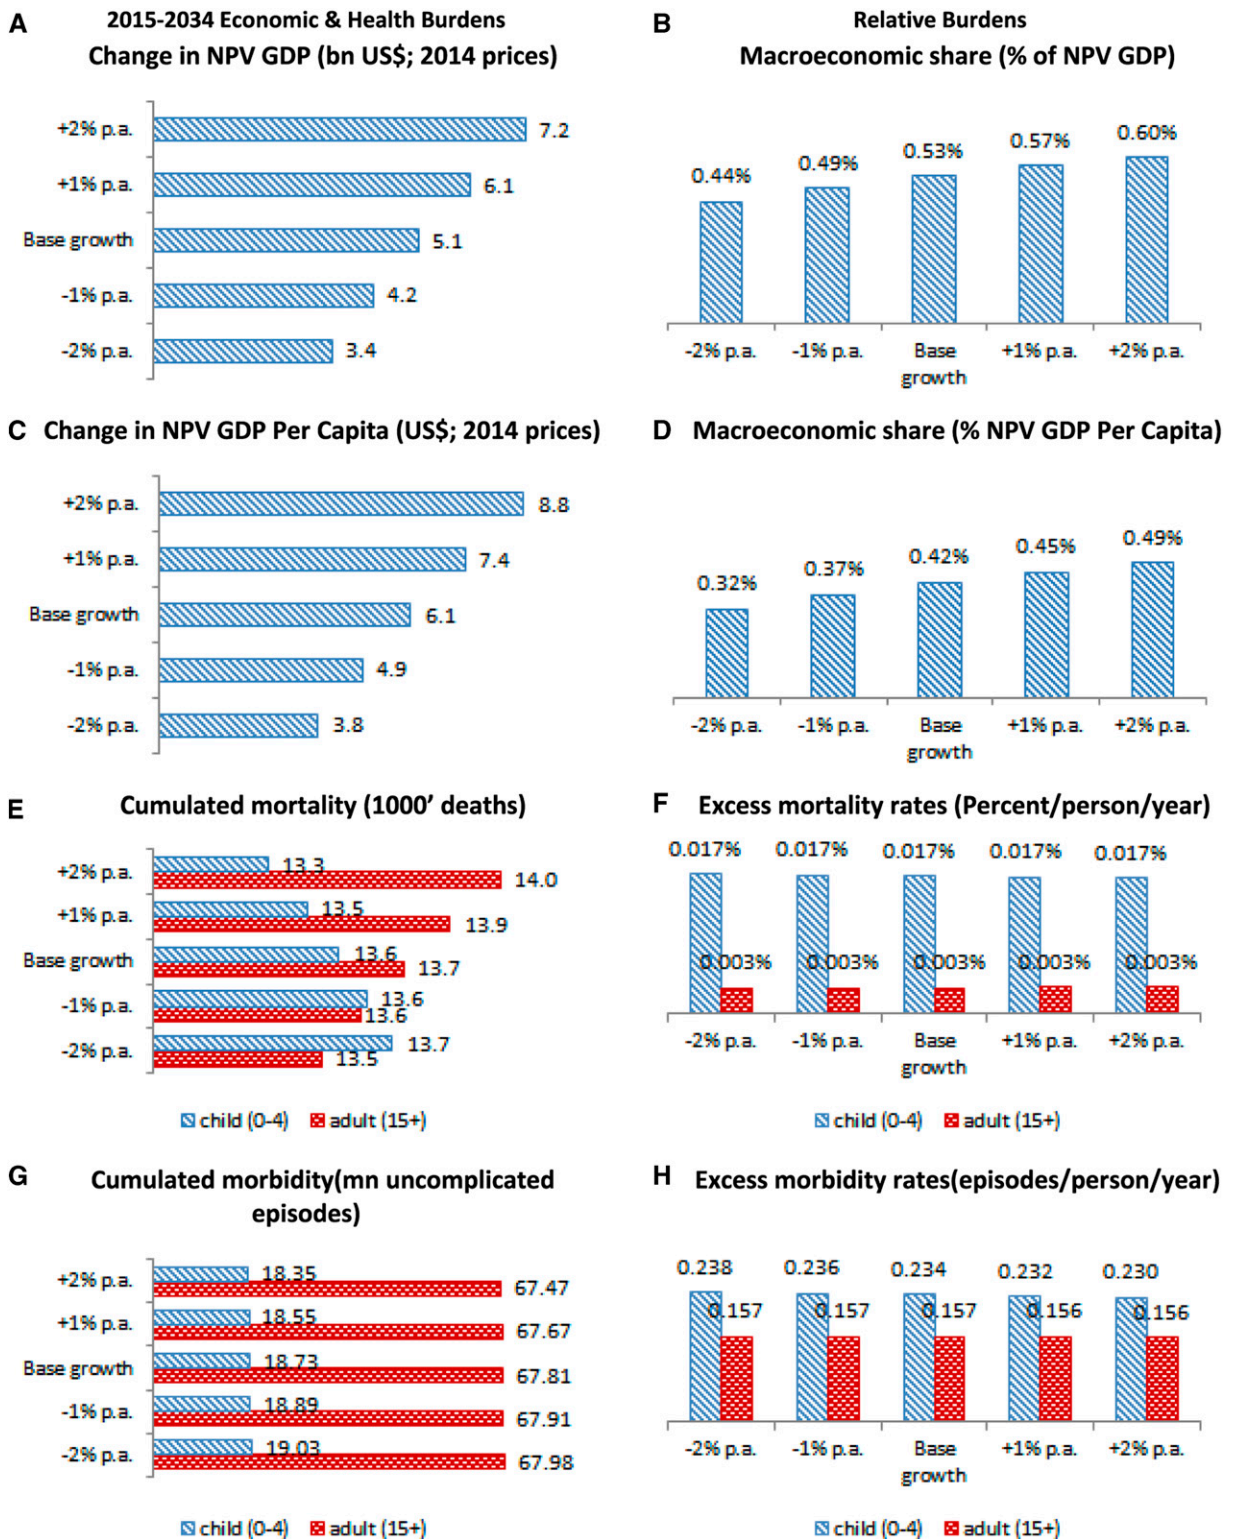 A 2015-2034 Economic & Health Burdens
Change in NPV GDP (bn US$; 2014 prices)
+2% p.a. 7.2
+1% p.a. 6.1
Base growth 5.1
-1% p.a. 4.2
-2% p.a. 3.4
B Relative Burdens
Macroeconomic share (% of NPV GDP)
0.44% 0.49% 0.53% 0.57% 0.60%
-2% p.a. -1% p.a. Base +1% p.a. +2% p.a.
growth
C Change in NPV GDP Per Capita (US$; 2014 prices)
+2% p.a. 8.8
+1% p.a. 7.4
Base growth 6.1
-1% p.a. 4.9
-2% p.a. 3.8
D Macroeconomic share (% NPV GDP Per Capita)
0.32% 0.37% 0.42% 0.45% 0.49%
-2% p.a. -1% p.a. Base +1% p.a. +2% p.a.
growth
E Cumulated mortality (1000' deaths)
+2% p.a. 13.3
14.0
+1% p.a. 13.5
13.9
Base growth 13.6
13.7
-1% p.a. 13.6
13.6
-2% p.a. 13.7
13.5
child (0-4) adult (15+)
F Excess mortality rates (Percent/person/year)
0.017% 0.017% 0.017% 0.017% 0.017%
0.003% 0.003% 0.003% 0.003% 0.003%
-2% p.a. -1% p.a. Base +1% p.a. +2% p.a.
growth
child (0-4) adult (15+)
G Cumulated morbidity(mn uncomplicated
episodes)
+2% p.a. 18.35
67.47
+1% p.a. 18.55
67.67
Base growth 18.73
67.81
-1% p.a. 18.89
67.91
-2% p.a. 19.03
67.98
child (0-4) adult (15+)
H Excess morbidity rates(episodes/person/year)
0.238 0.236 0.234 0.232 0.230
0.157 0.157 0.157 0.156 0.156
-2% p.a. -1% p.a. Base +1% p.a. +2% p.a.
growth
child (0-4) adult (15+)